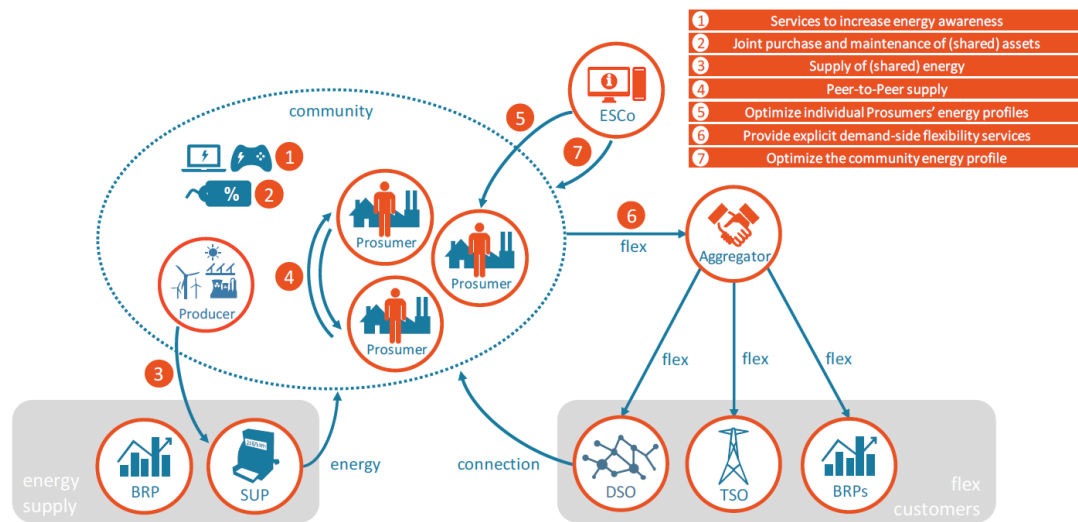 1 Services to increase energy awareness
2 Joint purchase and maintenance of (shared) assets
3 Supply of (shared) energy
4 Peer-to-Peer supply
5 Optimize individual Prosumers' energy profiles
6 Provide explicit demand-side flexibility services
7 Optimize the community energy profile
community
ESCo
5
7
1
%
2
Prosumer
Prosumer
Prosumer
4
Producer
3
6
flex
Aggregator
flex
flex
flex
energy
supply
BRP
SUP
energy
connection
DSO
TSO
BRPs
flex
customers